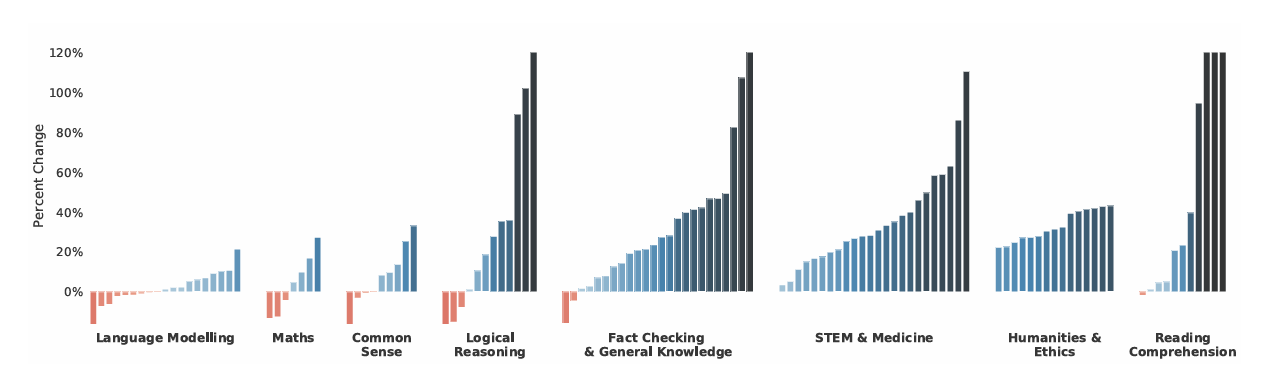 120%
100%
80%
60%
40%
20%
0%
Percent Change
Language Modelling
Maths
Common
Sense
Logical
Reasoning
Fact Checking
& General Knowledge
STEM & Medicine
Humanities &
Ethics
Reading
Comprehension